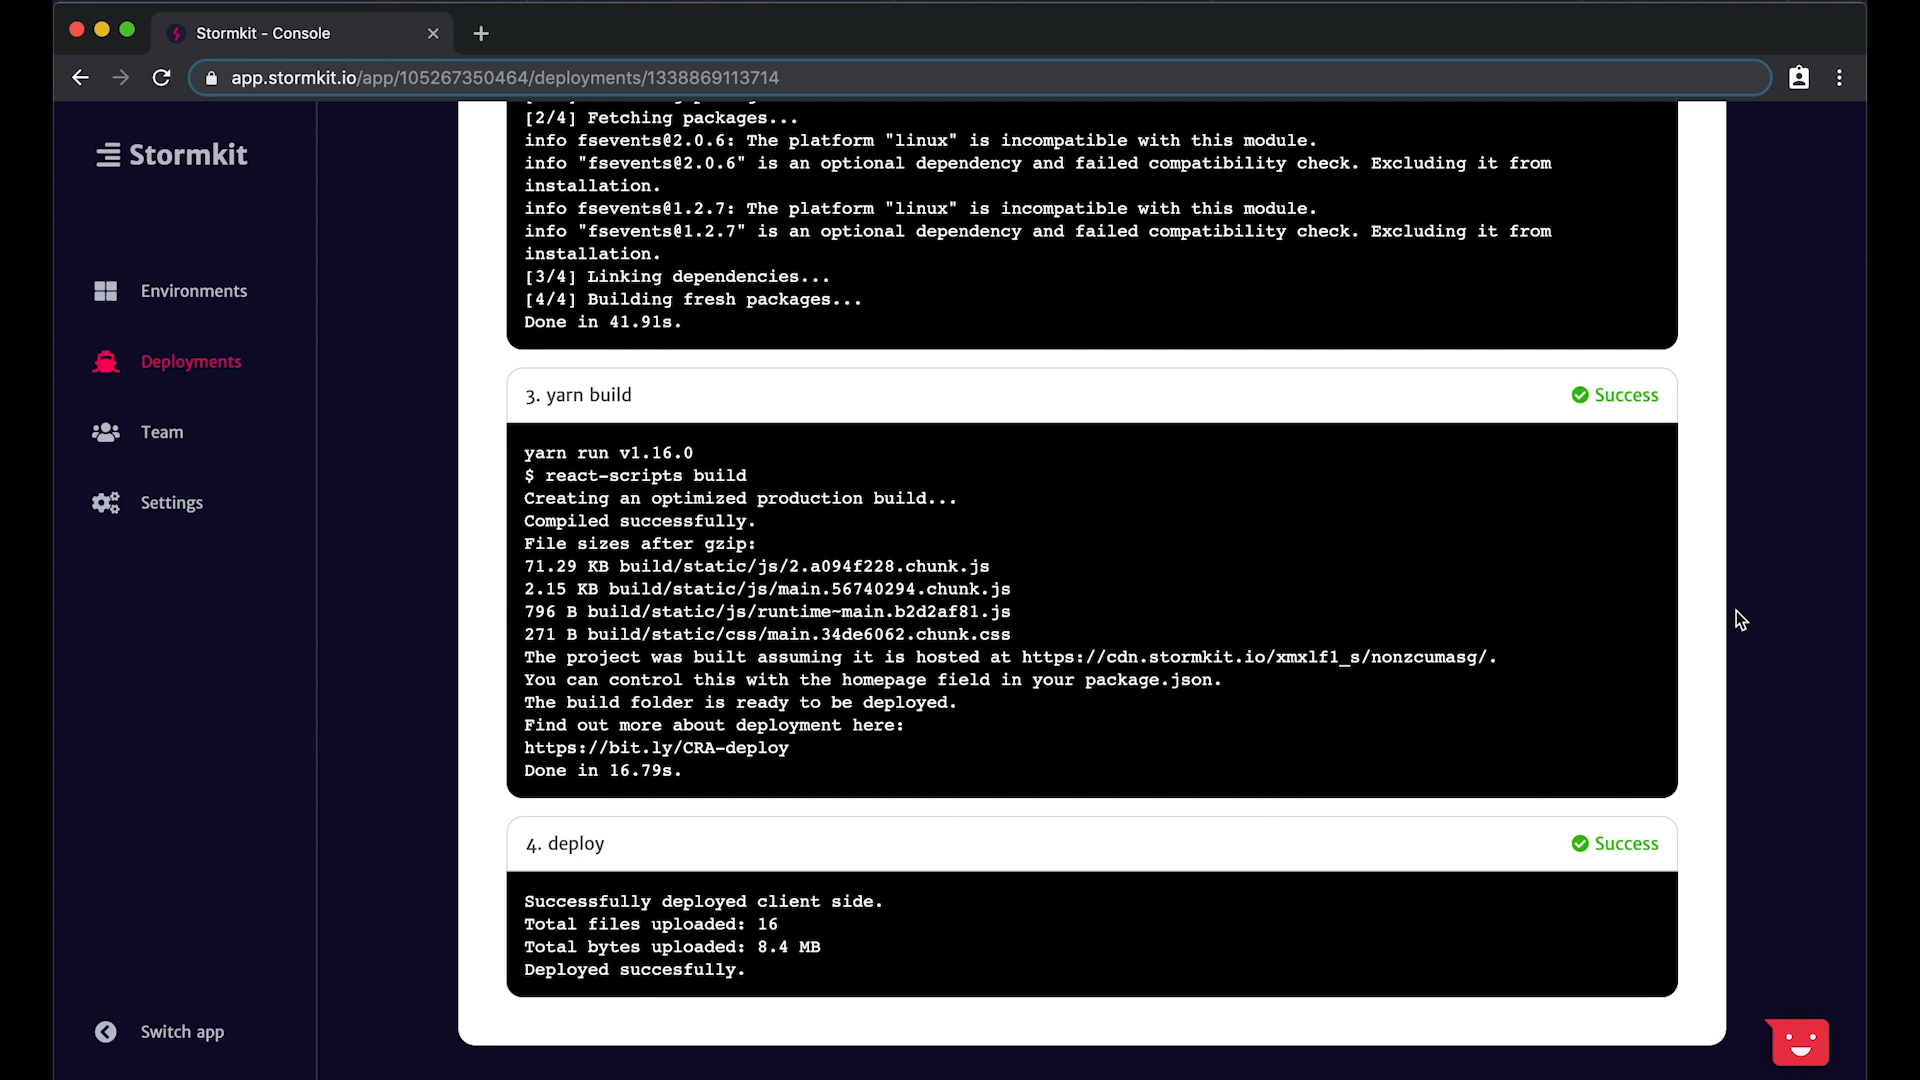 Stormkit - Console
app.stormkit.io/app/105267350464/deployments/1338869113714
Stormkit
Environments
Deployments
Team
Settings
Switch app
[2/4] Fetching packages...
info fsevents@2.0.6: The platform "linux" is incompatible with this module.
info "fsevents@2.0.6" is an optional dependency and failed compatibility check. Excluding it from
installation.
info fsevents@1.2.7: The platform "linux" is incompatible with this module.
info "fsevents@1.2.7" is an optional dependency and failed compatibility check. Excluding it from
installation.
[3/4] Linking dependencies...
[4/4] Building fresh packages...
Done in 41.91s.
3. yarn build
Success
yarn run v1.16.0
$ react-scripts build
Creating an optimized production build...
Compiled successfully.
File sizes after gzip:
71.29 KB build/static/js/2.a094f228.chunk.js
2.15 KB build/static/js/main.56740294.chunk.js
796 B build/static/js/runtime~main.b2d2af81.js
271 B build/static/css/main.34de6062.chunk.css
The project was built assuming it is hosted at https://cdn.stormkit.io/xmxlf1_s/nonzcumasg/.
You can control this with the homepage field in your package.json.
The build folder is ready to be deployed.
Find out more about deployment here:
https://bit.ly/CRA-deploy
Done in 16.79s.
4. deploy
Success
Successfully deployed client side.
Total files uploaded: 16
Total bytes uploaded: 8.4 MB
Deployed succesfully.